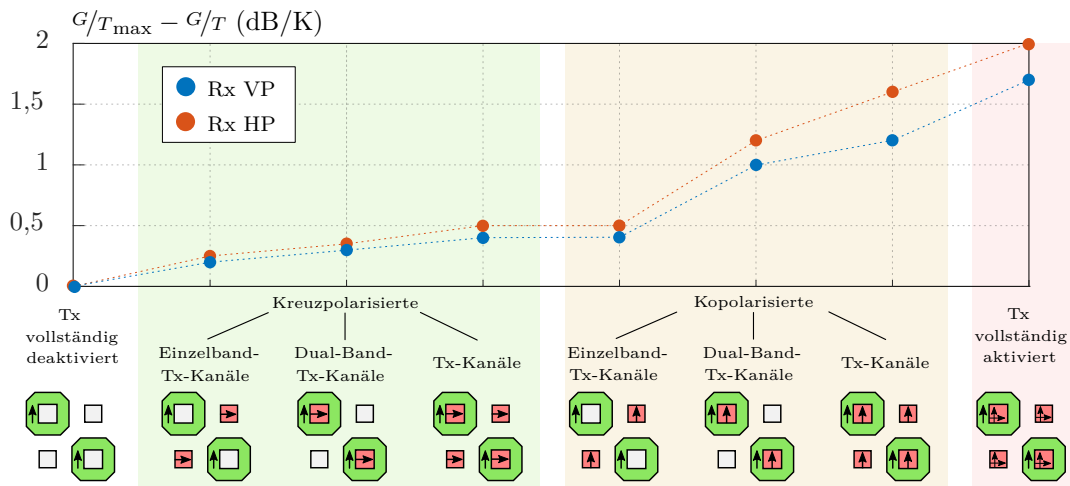 G/Tmax − G/T (dB/K)
2
1,5
1
0,5
0
Rx VP
Rx HP
Tx
vollständig
deaktiviert
Kreuzpolarisierte
Einzelband-
Tx-Kanäle
Dual-Band-
Tx-Kanäle
Tx-Kanäle
Kopolarisierte
Einzelband-
Tx-Kanäle
Dual-Band-
Tx-Kanäle
Tx-Kanäle
Tx
vollständig
aktiviert